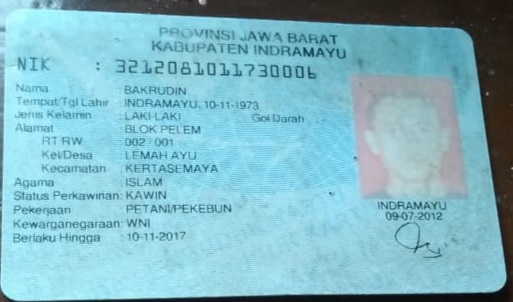 PROVINSI JAWA BARAT
KABUPATEN INDRAMAYU
NIK : 3212081011730006
Nama : BAKRUDIN
Tempat/Tgl Lahir : INDRAMAYU, 10-11-1973
Jenis Kelamin : LAKI-LAKI Gol Darah
Alamat : BLOK PELEM
RT RW : 002 / 001
Kel/Desa : LEMAH AYU
Kecamatan : KERTASEMAYA
Agama : ISLAM
Status Perkawinan: KAWIN
Pekerjaan : PETANI/PEKEBUN
Kewarganegaraan: WNI
Berlaku Hingga : 10-11-2017
INDRAMAYU
09-07-2012